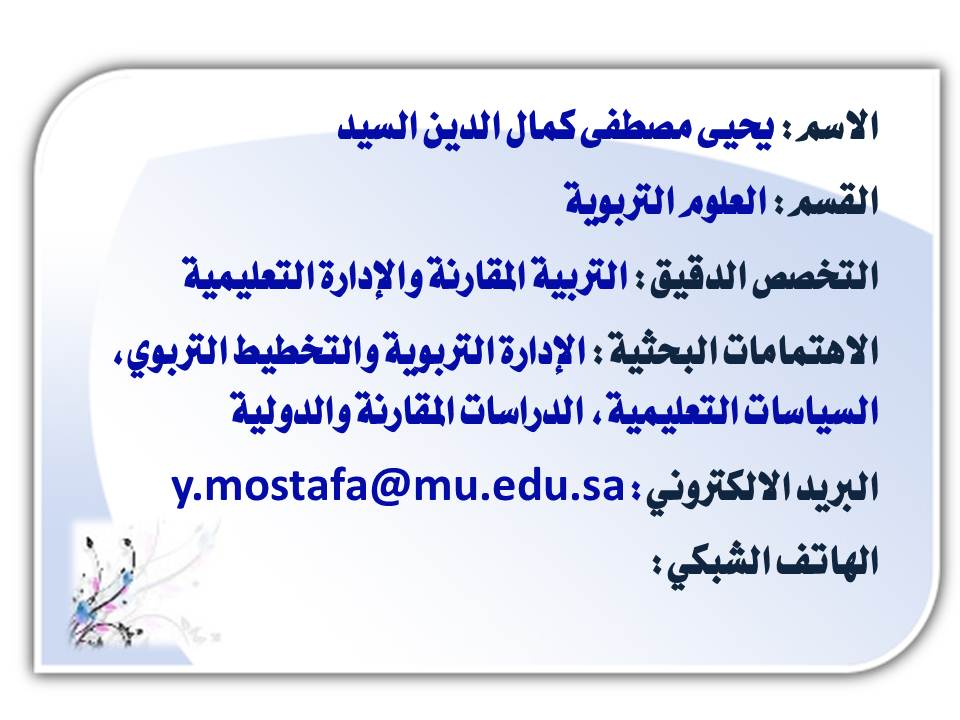 الاسم: يحيى مصطفى كمال الدين السيد
القسم: العلوم التربوية
التخصص الدقيق: التربية المقارنة والإدارة التعليمية
الاهتمامات البحثية: الإدارة التربوية والتخطيط التربوي،
السياسات التعليمية، الدراسات المقارنة والدولية
البريد الالكتروني: y.mostafa@mu.edu.sa
الهاتف الشبكي: